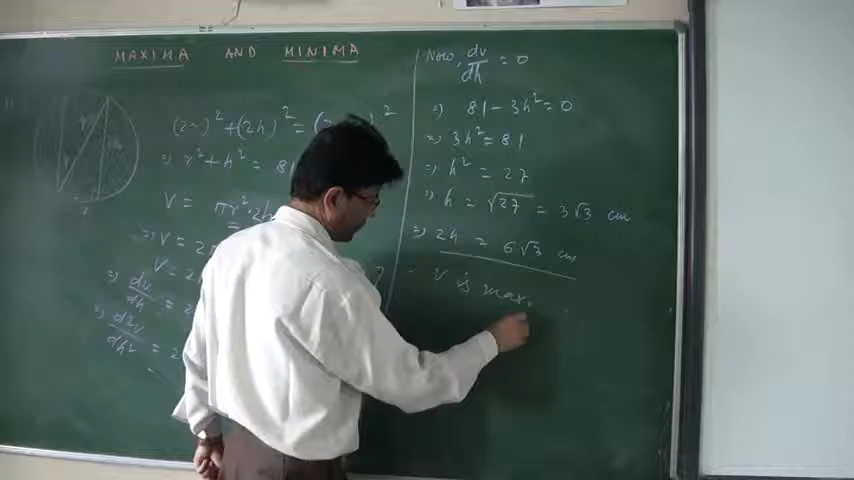 MAXIMA AND MINIMA
(2r)² + (2h)² = (
⇒ r² + h² = 81
V = πr²·2h
⇒ V = 2
V = 2
⇒ dv/dh = 2
⇒ d²v/dh² = 2
Now, dv/dh = 0
⇒ 81 - 3h² = 0
⇒ 3h² = 81
⇒ h² = 27
⇒ h = √27 = 3√3 cm
⇒ 2h = 6√3 cm
V is max.